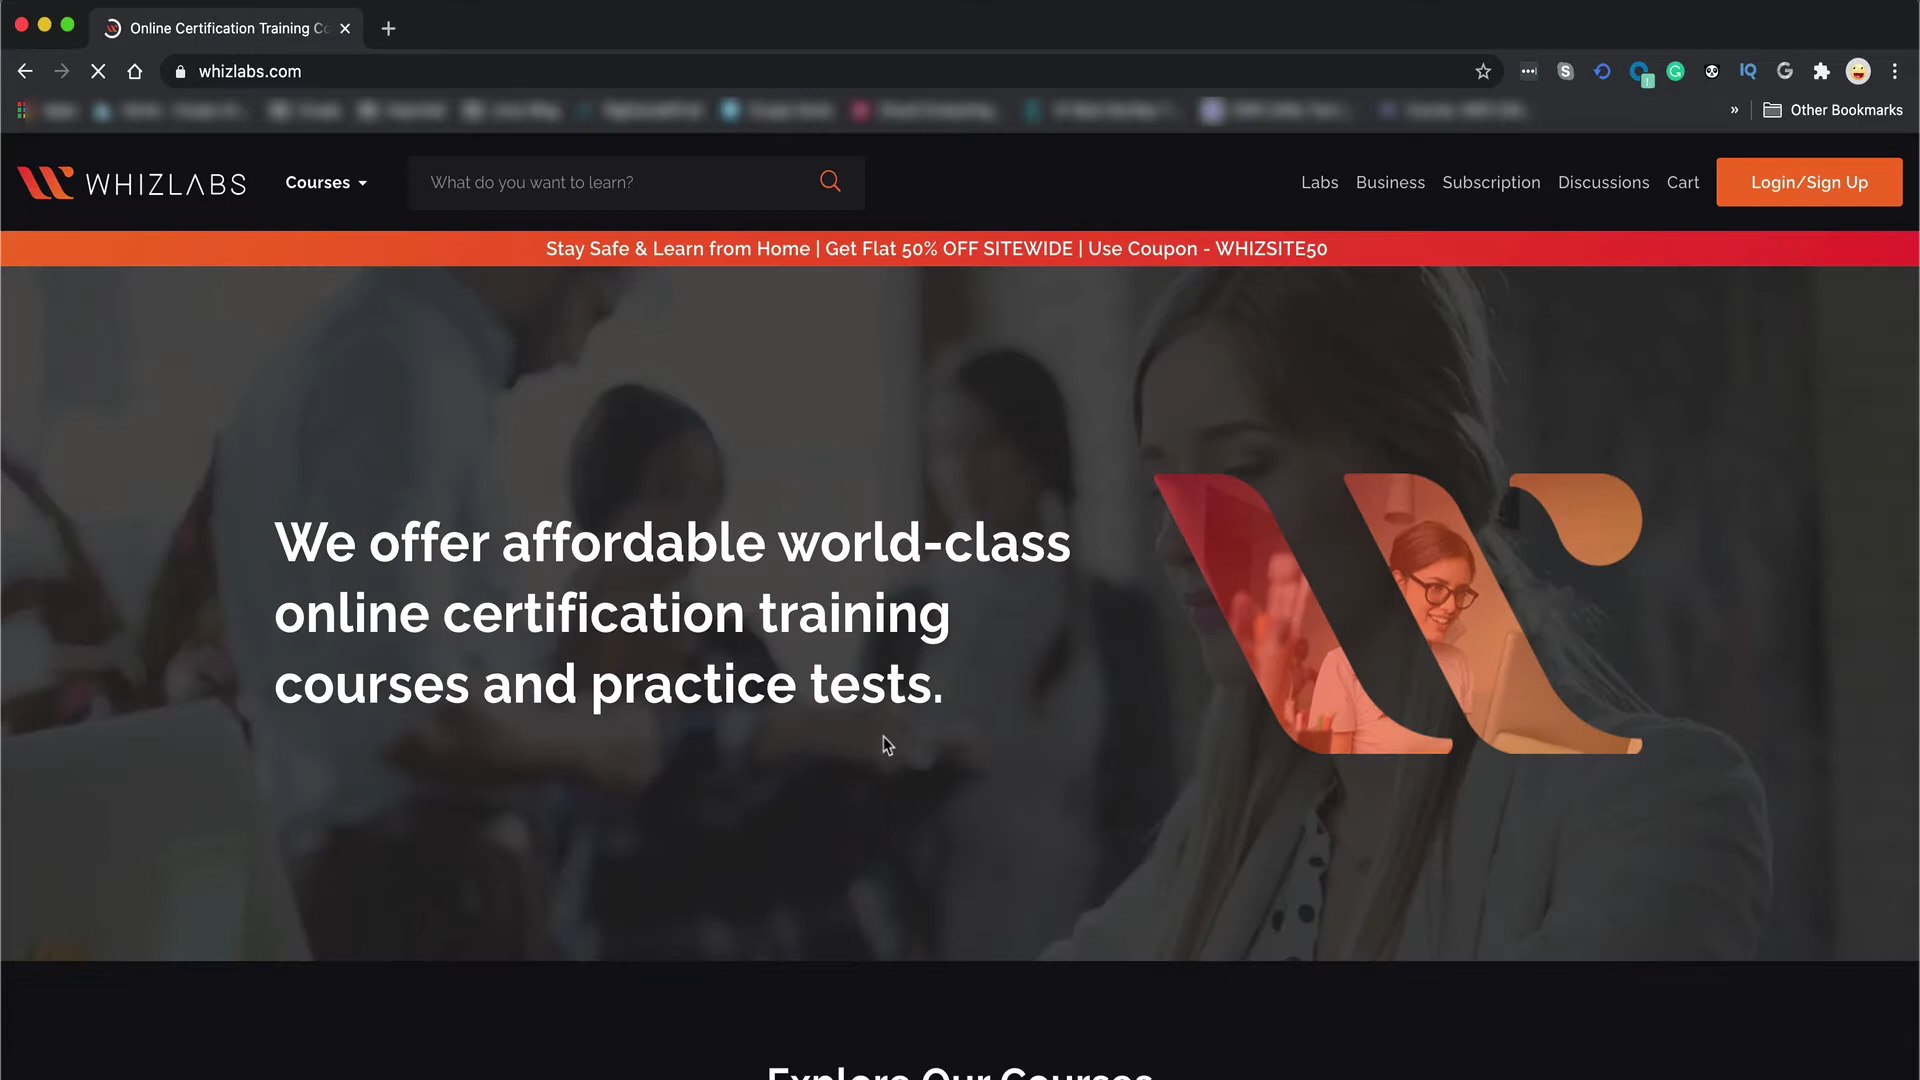 Online Certification Training Co
whizlabs.com
IQ
G
» Other Bookmarks
WHIZLABS
Courses
What do you want to learn?
Labs Business Subscription Discussions Cart Login/Sign Up
Stay Safe & Learn from Home | Get Flat 50% OFF SITEWIDE | Use Coupon - WHIZSITE50
We offer affordable world-class
online certification training
courses and practice tests.
Explore Our Courses